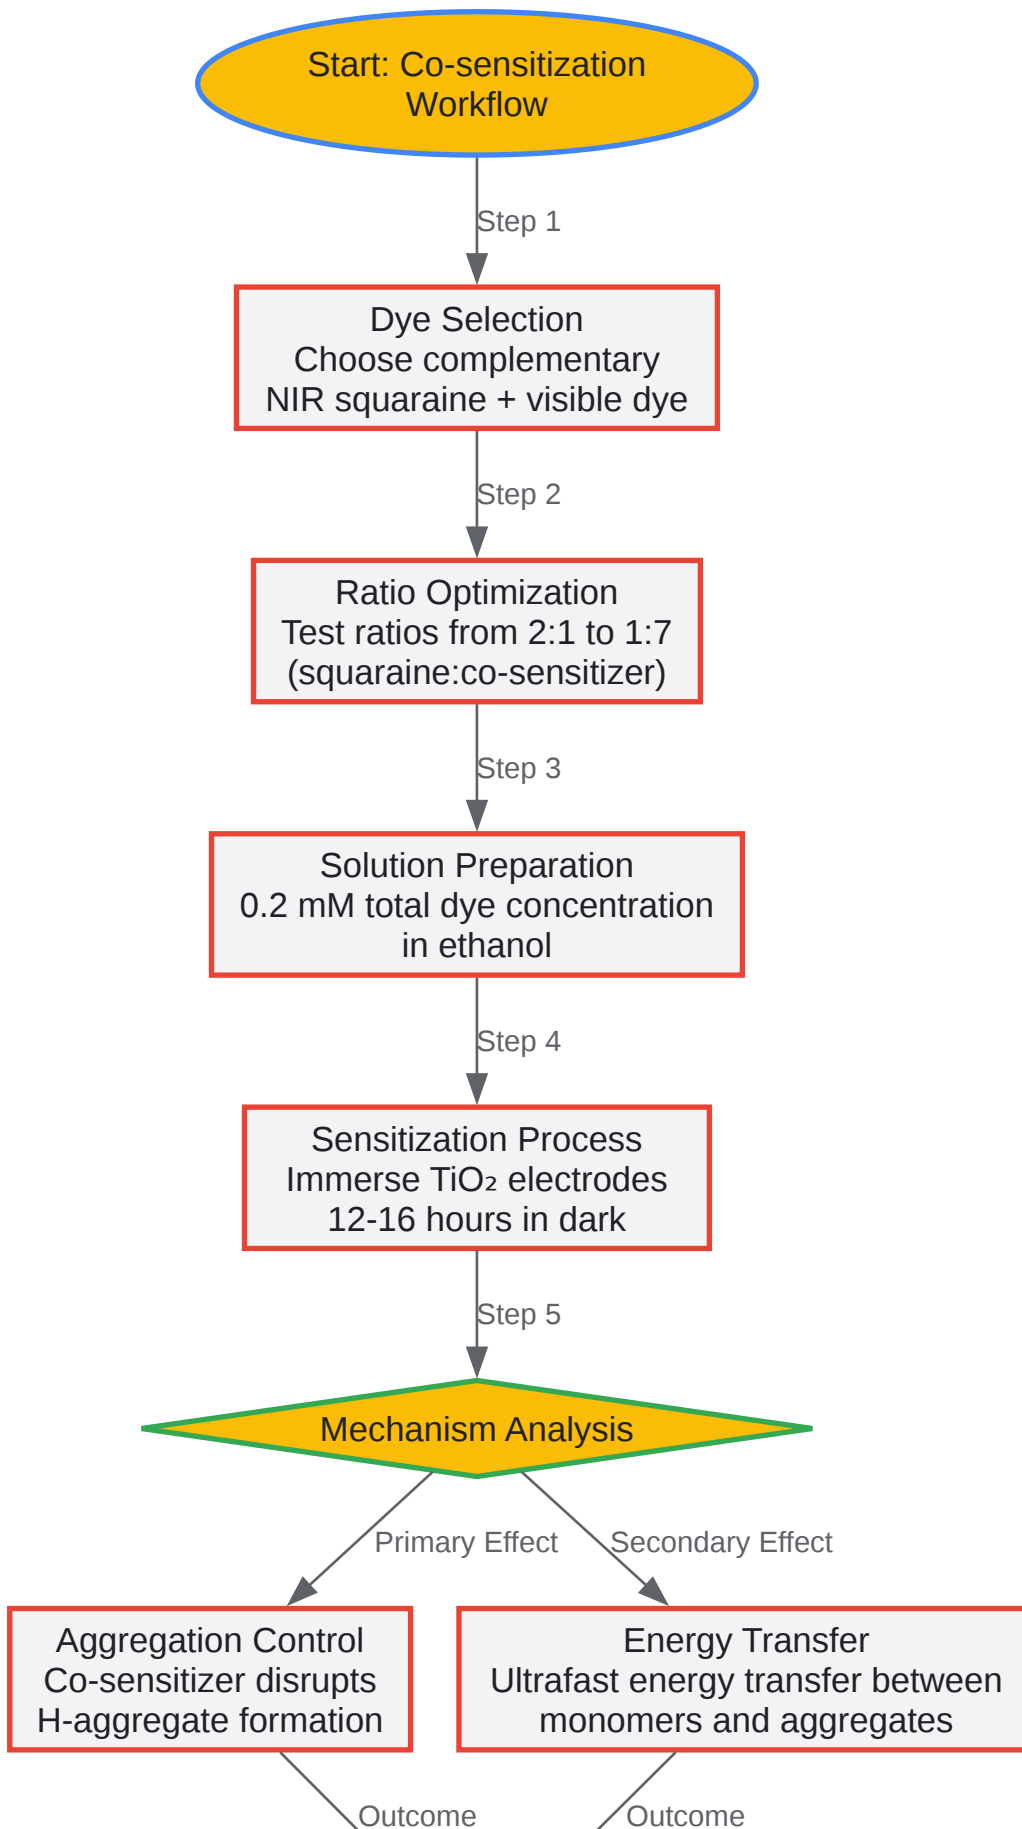 Start: Co-sensitization
Workflow
Step 1
Dye Selection
Choose complementary
NIR squaraine + visible dye
Step 2
Ratio Optimization
Test ratios from 2:1 to 1:7
(squaraine:co-sensitizer)
Step 3
Solution Preparation
0.2 mM total dye concentration
in ethanol
Step 4
Sensitization Process
Immerse TiO₂ electrodes
12-16 hours in dark
Step 5
Mechanism Analysis
Primary Effect
Secondary Effect
Aggregation Control
Co-sensitizer disrupts
H-aggregate formation
Energy Transfer
Ultrafast energy transfer between
monomers and aggregates
Outcome
Outcome